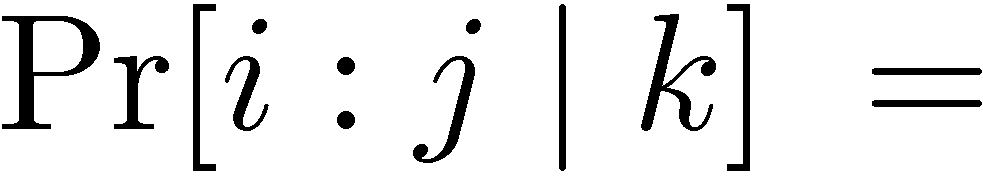 Pr[i : j | k] =